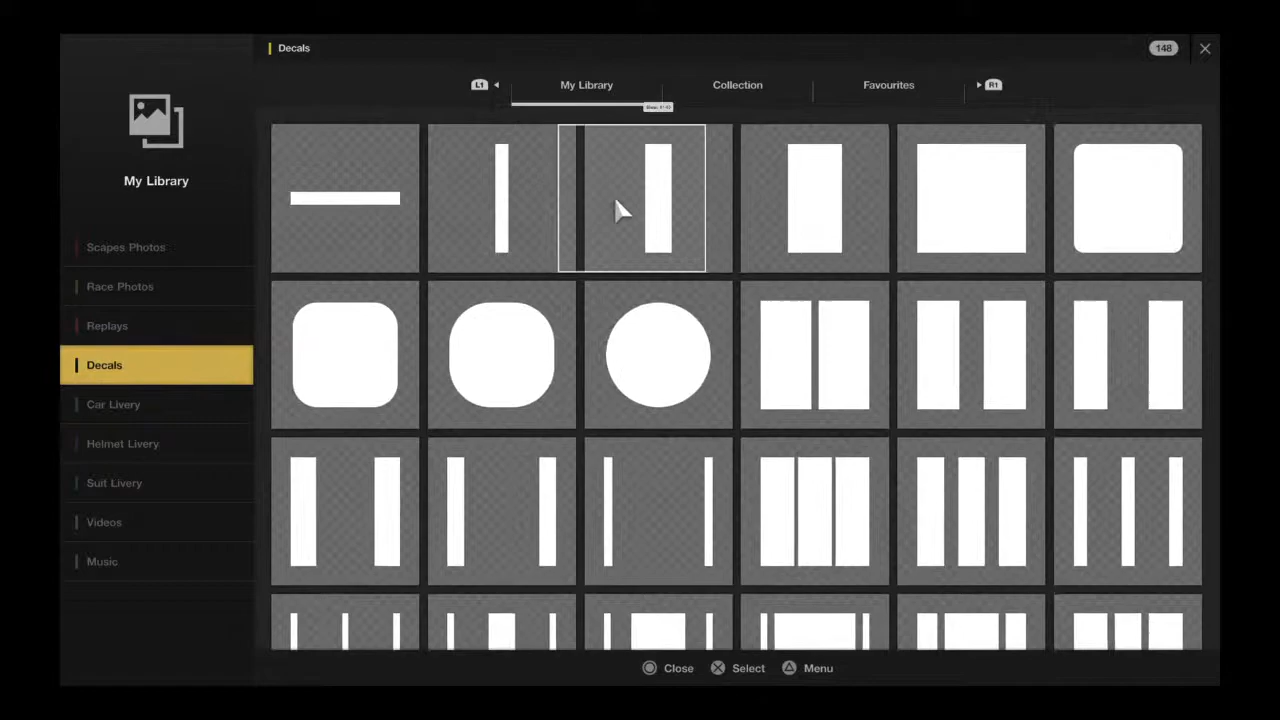 Decals
148
L1
My Library
Collection
Favourites
R1
My Library
Scapes Photos
Race Photos
Replays
Decals
Car Livery
Helmet Livery
Suit Livery
Videos
Music
Close
Select
Menu